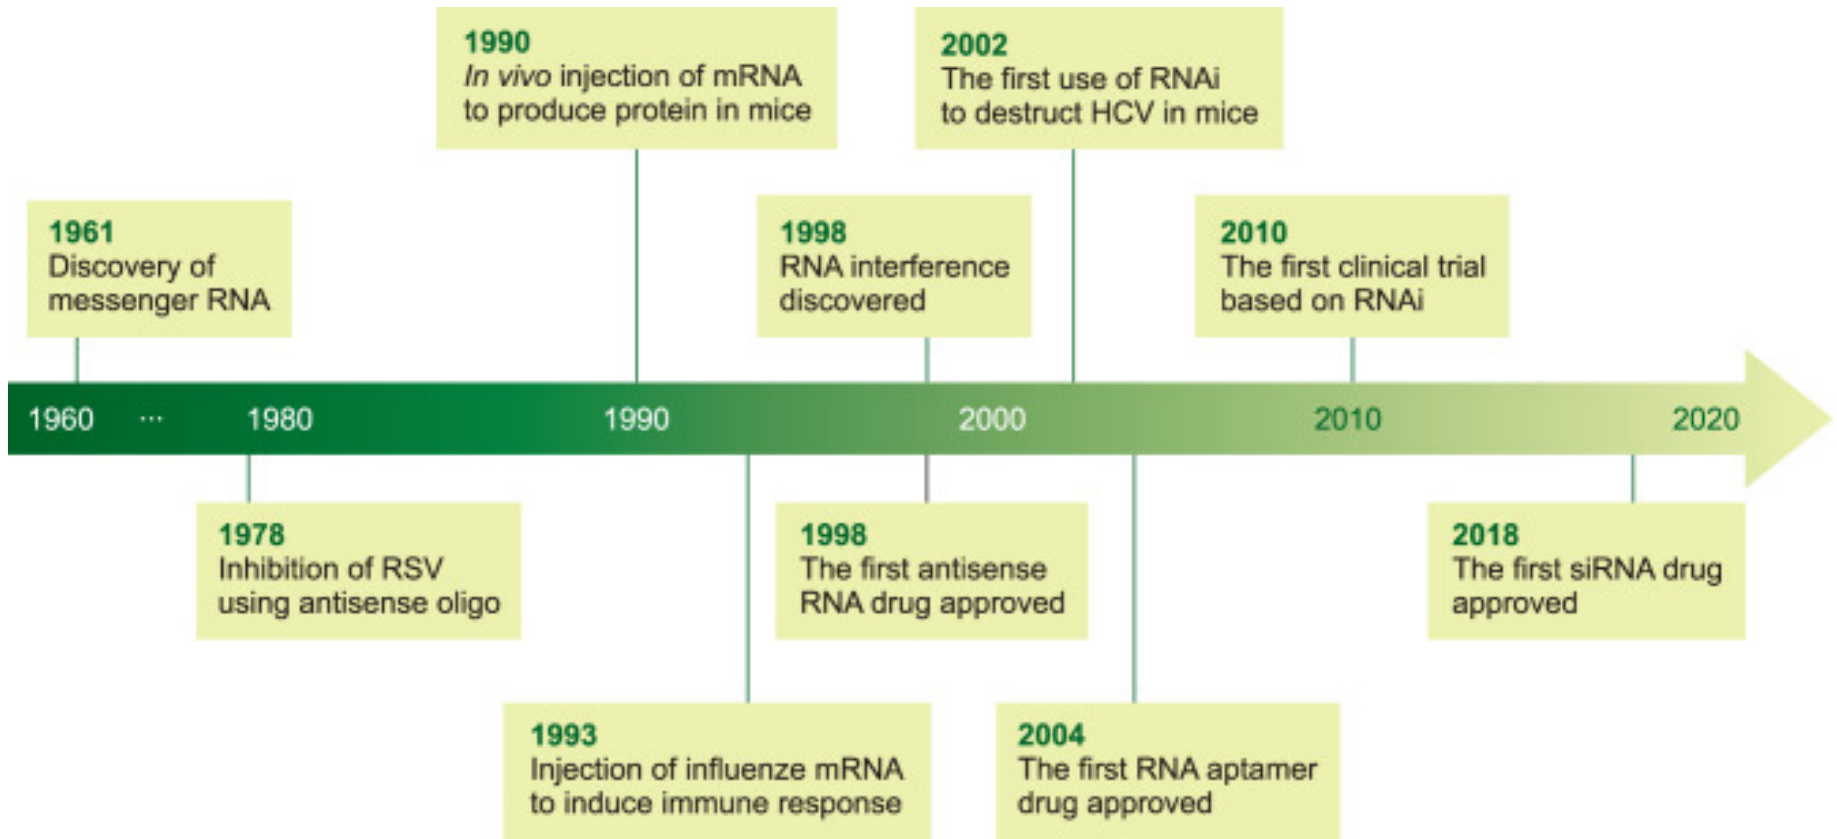 1990
In vivo injection of mRNA
to produce protein in mice
2002
The first use of RNAi
to destruct HCV in mice
1961
Discovery of
messenger RNA
1998
RNA interference
discovered
2010
The first clinical trial
based on RNAi
1960 ... 1980 1990 2000 2010 2020
1978
Inhibition of RSV
using antisense oligo
1998
The first antisense
RNA drug approved
2018
The first siRNA drug
approved
1993
Injection of influenze mRNA
to induce immune response
2004
The first RNA aptamer
drug approved